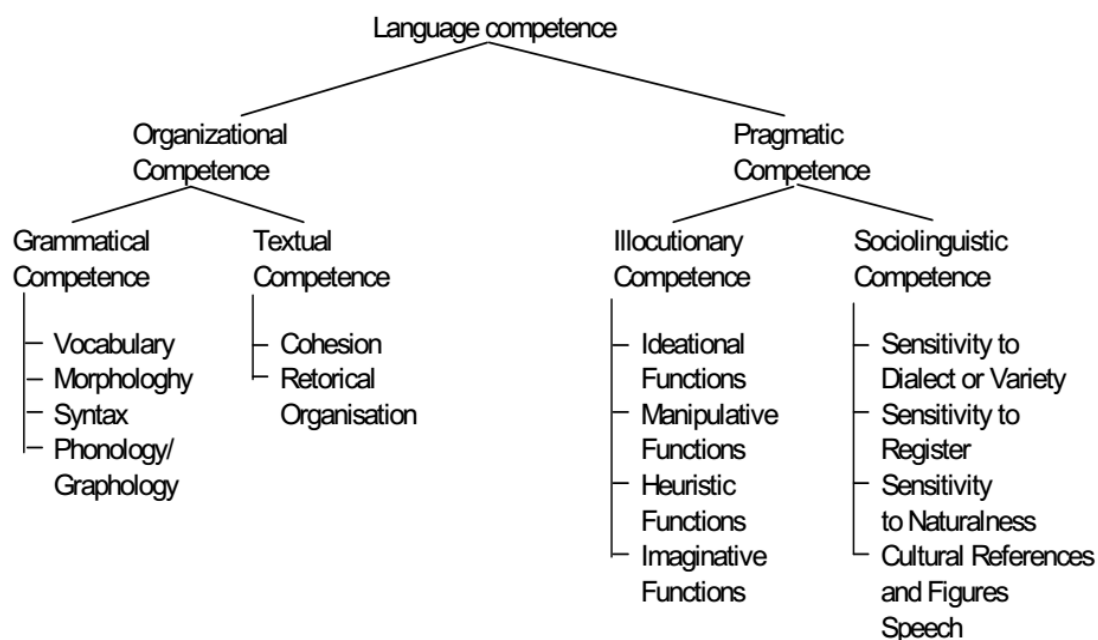 Language competence
Organizational
Competence
Pragmatic
Competence
Grammatical
Competence
Textual
Competence
Illocutionary
Competence
Sociolinguistic
Competence
Vocabulary
Morphologhy
Syntax
Phonology/
Graphology
Cohesion
Retorical
Organisation
Ideational
Functions
Manipulative
Functions
Heuristic
Functions
Imaginative
Functions
Sensitivity to
Dialect or Variety
Sensitivity to
Register
Sensitivity
to Naturalness
Cultural References
and Figures
Speech